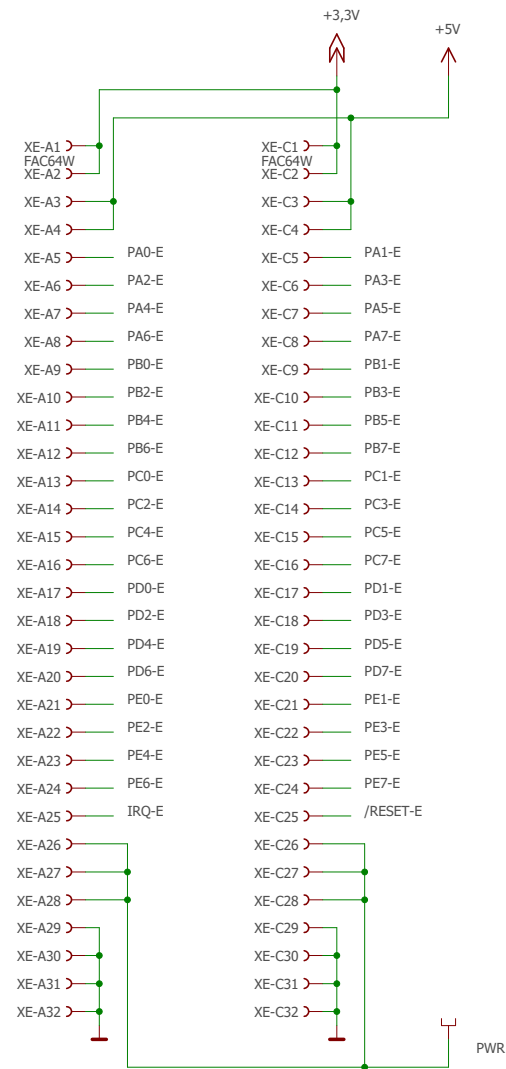 +3,3V
+5V
XE-A1 XE-C1
FAC64W FAC64W
XE-A2 XE-C2
XE-A3 XE-C3
XE-A4 XE-C4
XE-A5 PA0-E XE-C5 PA1-E
XE-A6 PA2-E XE-C6 PA3-E
XE-A7 PA4-E XE-C7 PA5-E
XE-A8 PA6-E XE-C8 PA7-E
XE-A9 PB0-E XE-C9 PB1-E
XE-A10 PB2-E XE-C10 PB3-E
XE-A11 PB4-E XE-C11 PB5-E
XE-A12 PB6-E XE-C12 PB7-E
XE-A13 PC0-E XE-C13 PC1-E
XE-A14 PC2-E XE-C14 PC3-E
XE-A15 PC4-E XE-C15 PC5-E
XE-A16 PC6-E XE-C16 PC7-E
XE-A17 PD0-E XE-C17 PD1-E
XE-A18 PD2-E XE-C18 PD3-E
XE-A19 PD4-E XE-C19 PD5-E
XE-A20 PD6-E XE-C20 PD7-E
XE-A21 PE0-E XE-C21 PE1-E
XE-A22 PE2-E XE-C22 PE3-E
XE-A23 PE4-E XE-C23 PE5-E
XE-A24 PE6-E XE-C24 PE7-E
XE-A25 IRQ-E XE-C25 /RESET-E
XE-A26 XE-C26
XE-A27 XE-C27
XE-A28 XE-C28
XE-A29 XE-C29
XE-A30 XE-C30
XE-A31 XE-C31
XE-A32 XE-C32
PWR